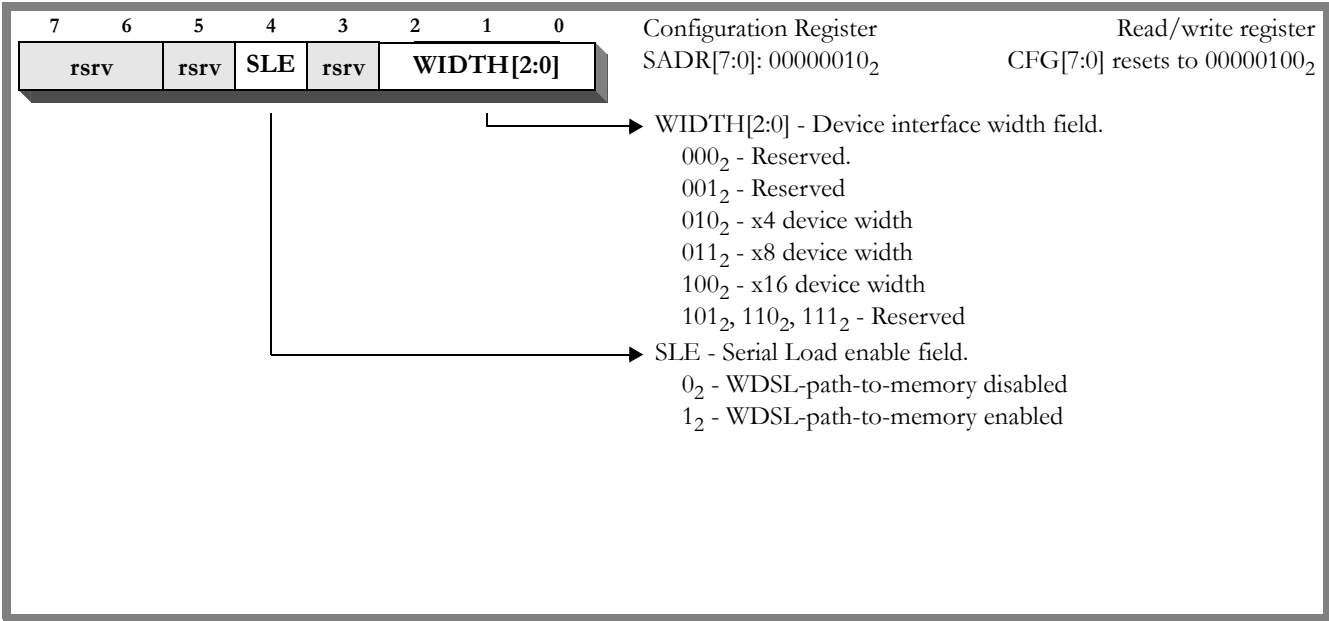 7 6 5 4 3 2 1 0
rsrv rsrv SLE rsrv WIDTH[2:0]
Configuration Register Read/write register
SADR[7:0]: 00000010₂ CFG[7:0] resets to 00000100₂
WIDTH[2:0] - Device interface width field.
000₂ - Reserved.
001₂ - Reserved
010₂ - x4 device width
011₂ - x8 device width
100₂ - x16 device width
101₂, 110₂, 111₂ - Reserved
SLE - Serial Load enable field.
0₂ - WDSL-path-to-memory disabled
1₂ - WDSL-path-to-memory enabled